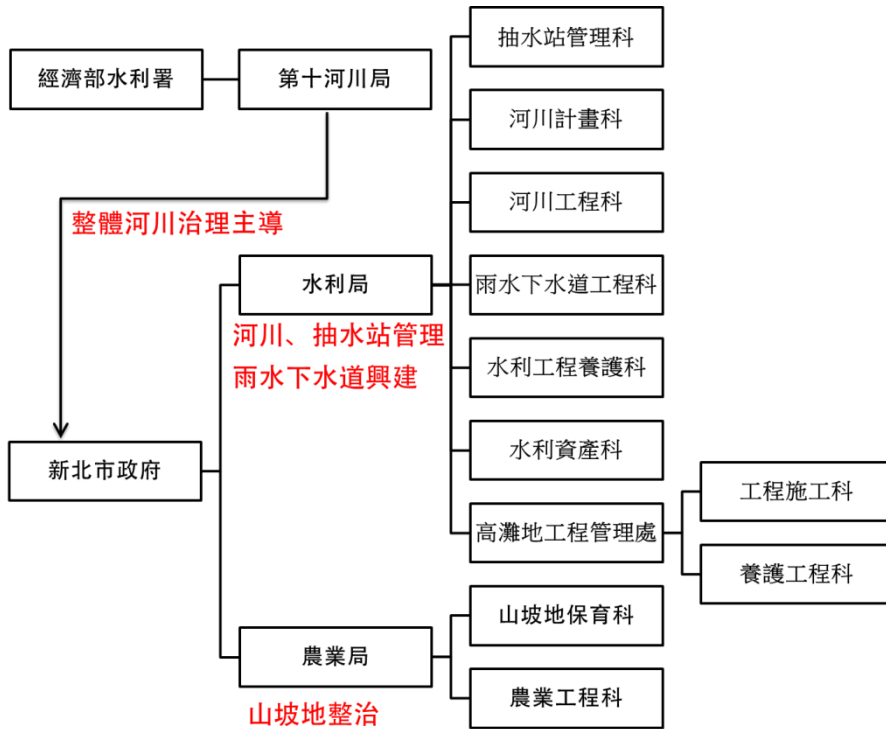 抽水站管理科
經濟部水利署
第十河川局
河川計畫科
河川工程科
整體河川治理主導
水利局
雨水下水道工程科
河川、抽水站管理
雨水下水道興建
水利工程養護科
水利資產科
新北市政府
工程施工科
高灘地工程管理處
養護工程科
山坡地保育科
農業局
農業工程科
山坡地整治